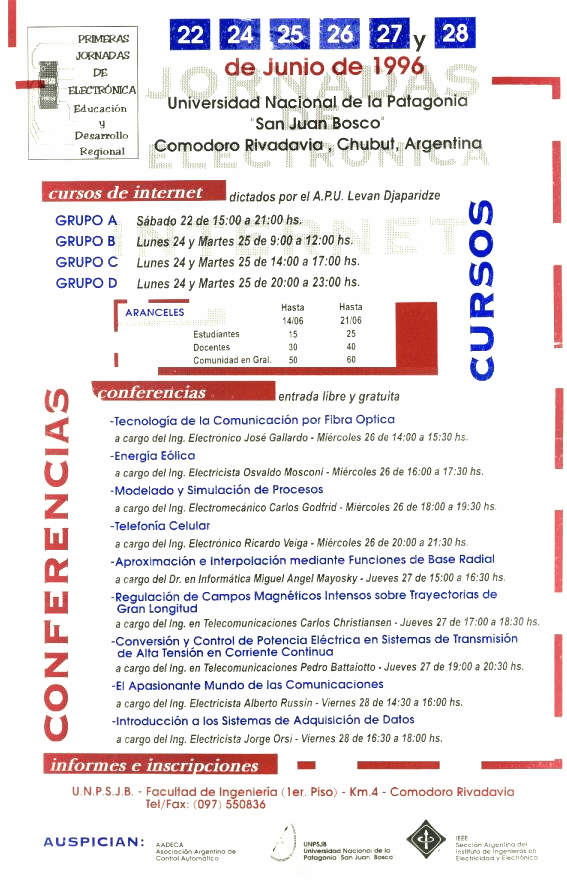 PRIMERAS
JORNADAS
DE
ELECTRÓNICA
Educación
y
Desarrollo
Regional
22 24 25 26 27 y 28
de Junio de 1996
JORNADAS
DE
ELECTRONICA
Universidad Nacional de la Patagonia
"San Juan Bosco"
Comodoro Rivadavia , Chubut, Argentina
cursos de internet dictados por el A.P.U. Levan Djaparidze
INTERNET
CURSOS
GRUPO A Sábado 22 de 15:00 a 21:00 hs.
GRUPO B Lunes 24 y Martes 25 de 9:00 a 12:00 hs.
GRUPO C Lunes 24 y Martes 25 de 14:00 a 17:00 hs.
GRUPO D Lunes 24 y Martes 25 de 20:00 a 23:00 hs.
ARANCELES Hasta Hasta
14/06 21/06
Estudiantes 15 25
Docentes 30 40
Comunidad en Gral. 50 60
CONFERENCIAS
conferencias entrada libre y gratuita
-Tecnología de la Comunicación por Fibra Optica
a cargo del Ing. Electrónico José Gallardo - Miércoles 26 de 14:00 a 15:30 hs.
-Energía Eólica
a cargo del Ing. Electricista Osvaldo Mosconi - Miércoles 26 de 16:00 a 17:30 hs.
-Modelado y Simulación de Procesos
a cargo del Ing. Electromecánico Carlos Godfrid - Miércoles 26 de 18:00 a 19:30 hs.
-Telefonía Celular
a cargo del Ing. Electrónico Ricardo Veiga - Miércoles 26 de 20:00 a 21:30 hs.
-Aproximación e Interpolación mediante Funciones de Base Radial
a cargo del Dr. en Informática Miguel Angel Mayosky - Jueves 27 de 15:00 a 16:30 hs.
-Regulación de Campos Magnéticos Intensos sobre Trayectorias de
Gran Longitud
a cargo del Ing. en Telecomunicaciones Carlos Christiansen - Jueves 27 de 17:00 a 18:30 hs.
-Conversión y Control de Potencia Eléctrica en Sistemas de Transmisión
de Alta Tensión en Corriente Continua
a cargo del Ing. en Telecomunicaciones Pedro Battaiotto - Jueves 27 de 19:00 a 20:30 hs.
-El Apasionante Mundo de las Comunicaciones
a cargo del Ing. Electricista Alberto Russin - Viernes 28 de 14:30 a 16:00 hs.
-Introducción a los Sistemas de Adquisición de Datos
a cargo del Ing. Electricista Jorge Orsi - Viernes 28 de 16:30 a 18:00 hs.
informes e inscripciones
U.N.P.S.J.B. - Facultad de Ingeniería (1er. Piso) - Km.4 - Comodoro Rivadavia
Tel/Fax: (097) 550836
AUSPICIAN:
AADECA
Asociación Argentina de
Control Automático
UNPSJB
Universidad Nacional de la
Patagonia San Juan Bosco
IEEE
Sección Argentina del
Instituto de Ingenieros en
Electricidad y Electrónica